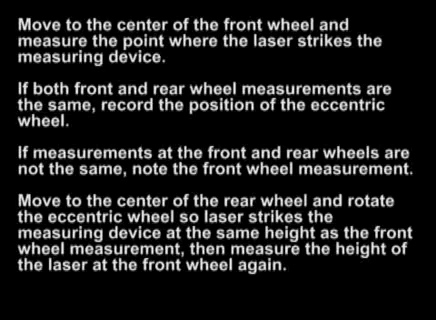 Move to the center of the front wheel and
measure the point where the laser strikes the
measuring device.
If both front and rear wheel measurements are
the same, record the position of the eccentric
wheel.
If measurements at the front and rear wheels are
not the same, note the front wheel measurement.
Move to the center of the rear wheel and rotate
the eccentric wheel so laser strikes the
measuring device at the same height as the front
wheel measurement, then measure the height of
the laser at the front wheel again.